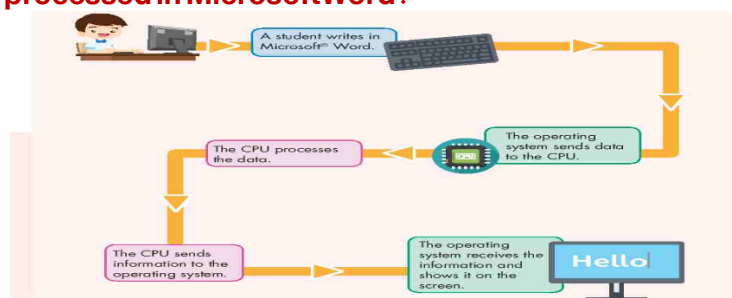 processed in Microsoft Word?
A student writes in
Microsoft® Word.
The operating
system sends data
to the CPU.
CPU
The CPU processes
the data.
The CPU sends
information to the
operating system.
The operating
system receives the
information and
shows it on the
screen.
Hello